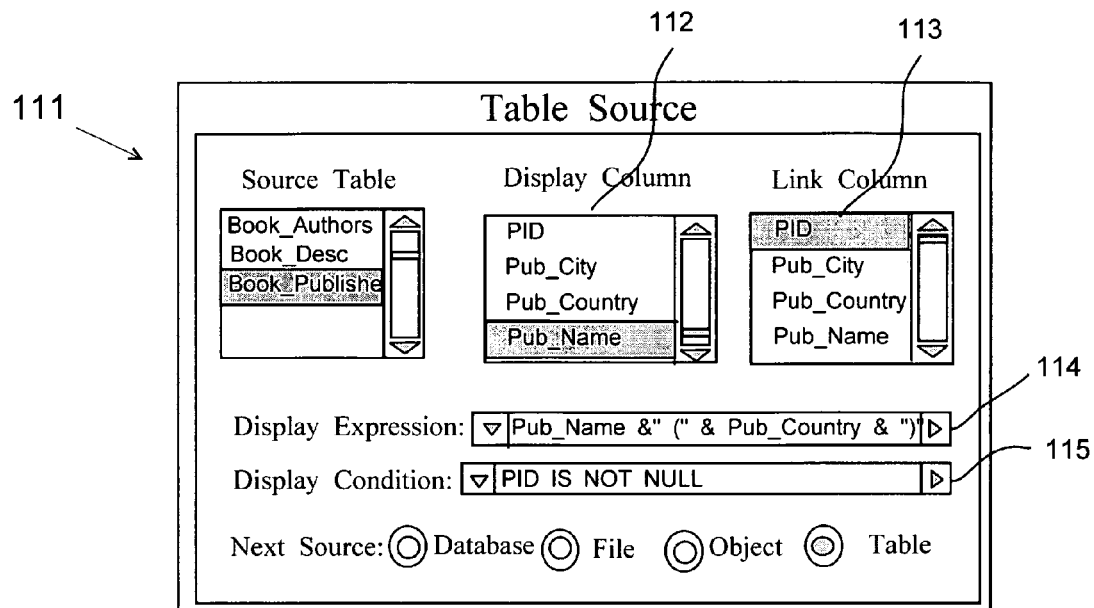 112
113
111
Table Source
Source Table
Display Column
Link Column
Book_Authors
Book_Desc
Book_Publishe
PID
Pub_City
Pub_Country
Pub_Name
PID
Pub_City
Pub_Country
Pub_Name
114
Display Expression: Pub_Name &" (" & Pub_Country & ")"
115
Display Condition: PID IS NOT NULL
Next Source: Database File Object Table